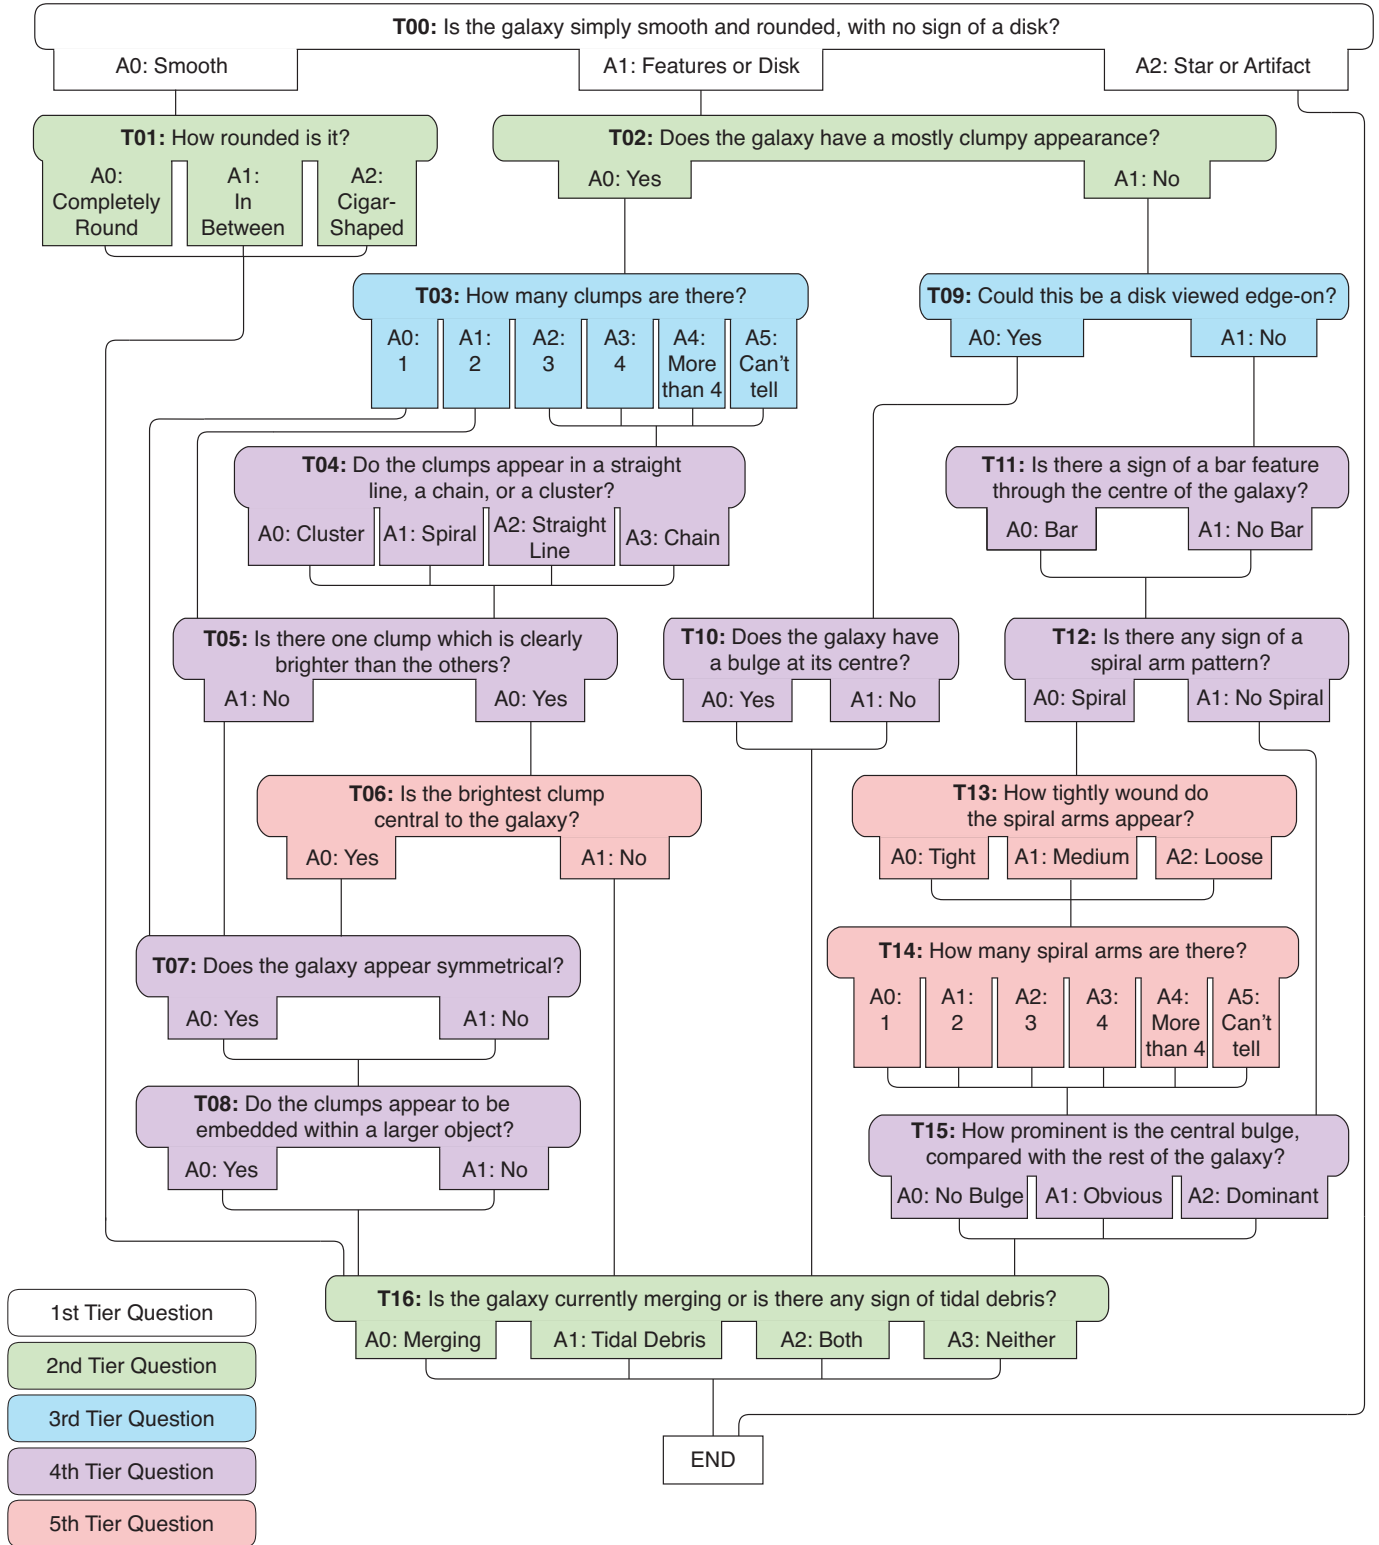 T00: Is the galaxy simply smooth and rounded, with no sign of a disk?
A0: Smooth
A1: Features or Disk
A2: Star or Artifact
T01: How rounded is it?
A0:
Completely
Round
A1:
In
Between
A2:
Cigar-
Shaped
T02: Does the galaxy have a mostly clumpy appearance?
A0: Yes
A1: No
T03: How many clumps are there?
A0:
1
A1:
2
A2:
3
A3:
4
A4:
More
than 4
A5:
Can't
tell
T09: Could this be a disk viewed edge-on?
A0: Yes
A1: No
T04: Do the clumps appear in a straight
line, a chain, or a cluster?
A0: Cluster
A1: Spiral
A2: Straight
Line
A3: Chain
T11: Is there a sign of a bar feature
through the centre of the galaxy?
A0: Bar
A1: No Bar
T05: Is there one clump which is clearly
brighter than the others?
A1: No
A0: Yes
T10: Does the galaxy have
a bulge at its centre?
A0: Yes
A1: No
T12: Is there any sign of a
spiral arm pattern?
A0: Spiral
A1: No Spiral
T06: Is the brightest clump
central to the galaxy?
A0: Yes
A1: No
T13: How tightly wound do
the spiral arms appear?
A0: Tight
A1: Medium
A2: Loose
T07: Does the galaxy appear symmetrical?
A0: Yes
A1: No
T14: How many spiral arms are there?
A0:
1
A1:
2
A2:
3
A3:
4
A4:
More
than 4
A5:
Can't
tell
T08: Do the clumps appear to be
embedded within a larger object?
A0: Yes
A1: No
T15: How prominent is the central bulge,
compared with the rest of the galaxy?
A0: No Bulge
A1: Obvious
A2: Dominant
T16: Is the galaxy currently merging or is there any sign of tidal debris?
A0: Merging
A1: Tidal Debris
A2: Both
A3: Neither
END
1st Tier Question
2nd Tier Question
3rd Tier Question
4th Tier Question
5th Tier Question